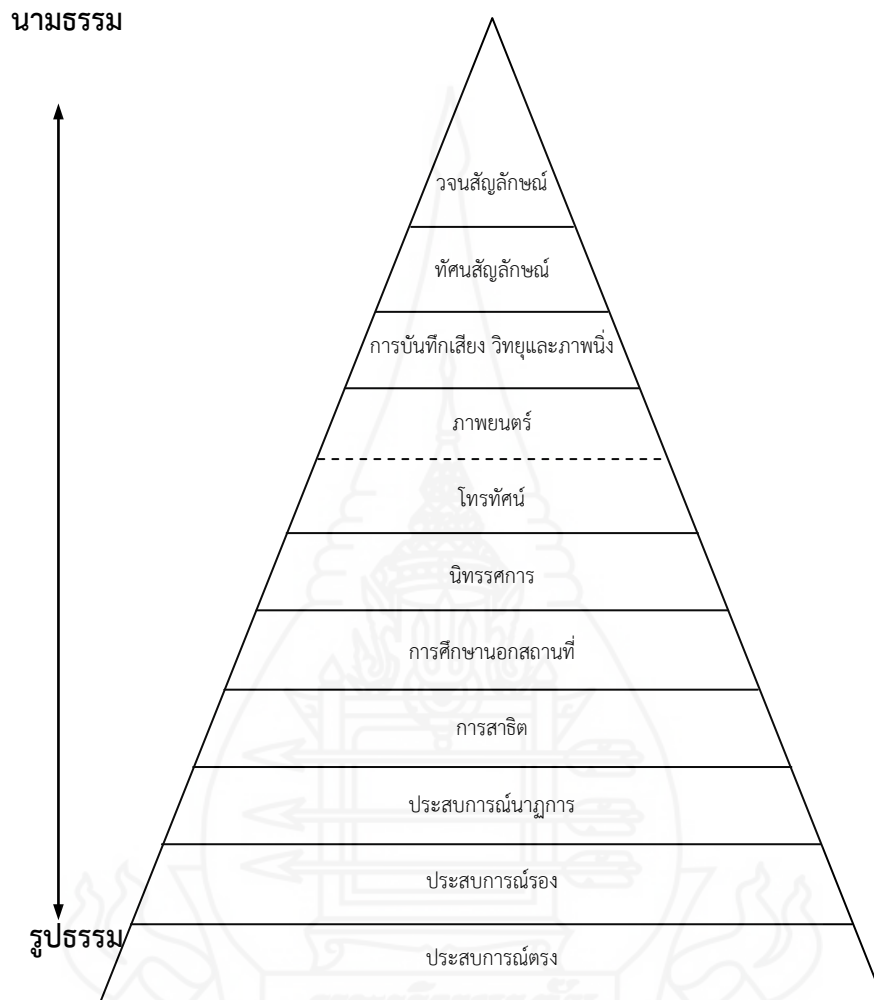 นามธรรม
วจนสัญลักษณ์
ทัศนสัญลักษณ์
การบันทึกเสียง วิทยุและภาพนิ่ง
ภาพยนตร์
โทรทัศน์
นิทรรศการ
การศึกษานอกสถานที่
การสาธิต
ประสบการณ์นาฏการ
ประสบการณ์รอง
รูปธรรม
ประสบการณ์ตรง